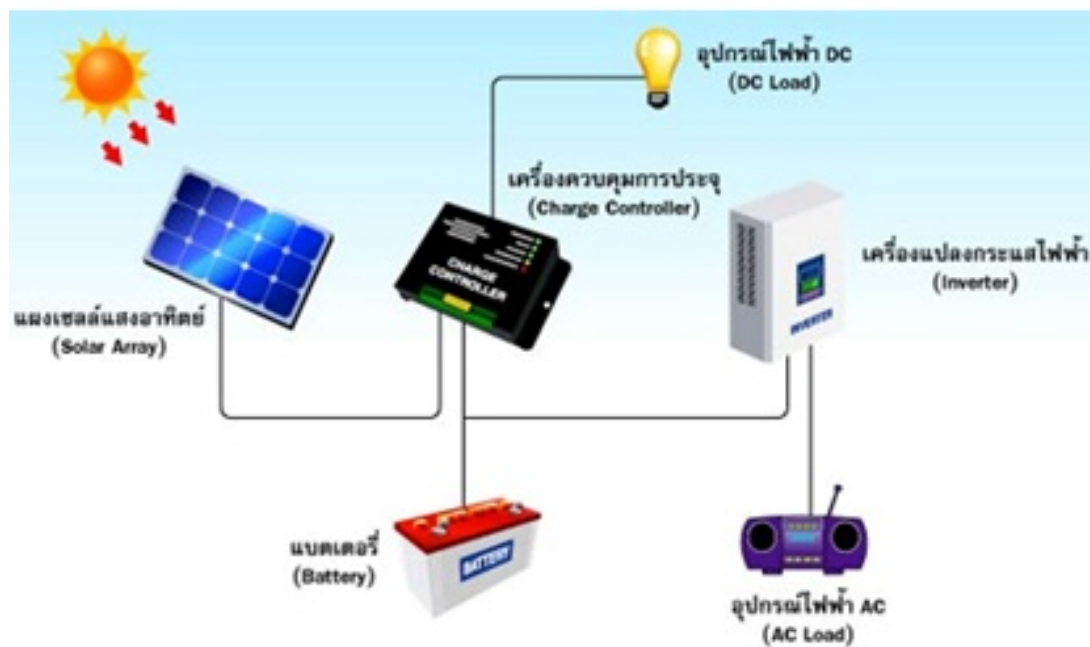 อุปกรณ์ไฟฟ้า DC
(DC Load)
เครื่องควบคุมการประจุ
(Charge Controller)
เครื่องแปลงกระแสไฟฟ้า
(Inverter)
CHARGE
CONTROLLER
INVERTER
แผงเซลล์แสงอาทิตย์
(Solar Array)
แบตเตอรี่
(Battery)
BATTERY
อุปกรณ์ไฟฟ้า AC
(AC Load)